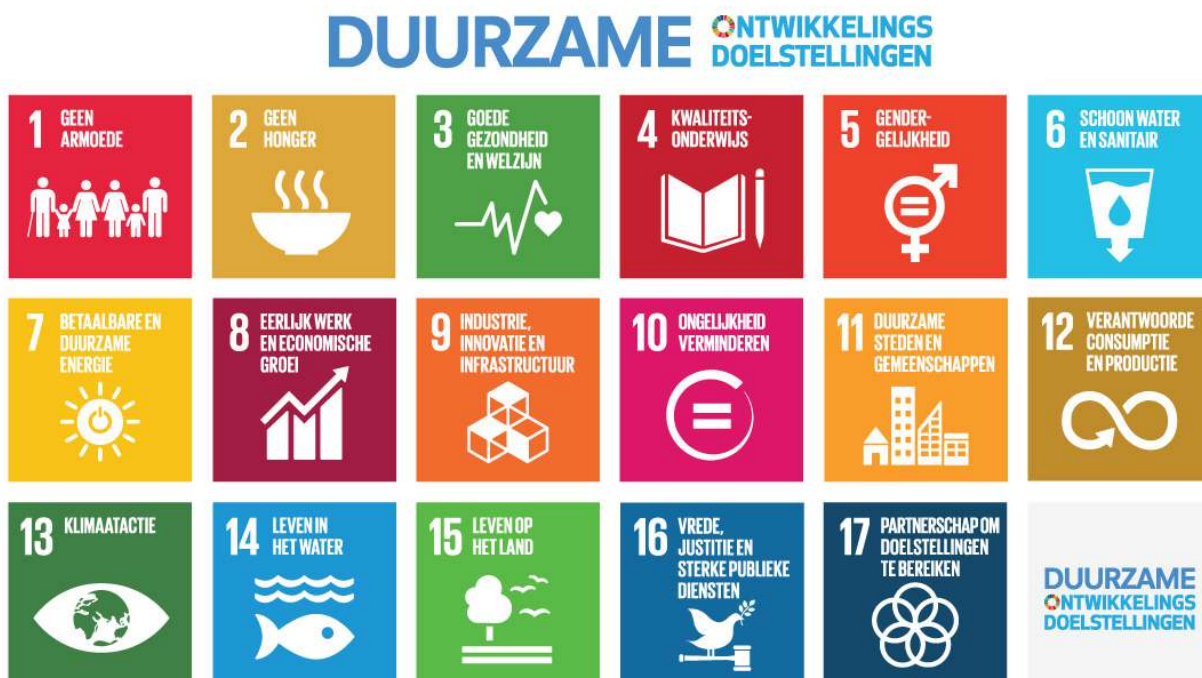 DUURZAME ONTWIKKELINGS
DOELSTELLINGEN
1 GEEN
ARMOEDE
2 GEEN
HONGER
3 GOEDE
GEZONDHEID
EN WELZIJN
4 KWALITEITS-
ONDERWIJS
5 GENDER-
GELIJKHEID
6 SCHOON WATER
EN SANITAIR
7 BETAALBARE EN
DUURZAME
ENERGIE
8 EERLIJK WERK
EN ECONOMISCHE
GROEI
9 INDUSTRIE,
INNOVATIE EN
INFRASTRUCTUUR
10 ONGELIJKHEID
VERMINDEREN
11 DUURZAME
STEDEN EN
GEMEENSCHAPPEN
12 VERANTWOORDE
CONSUMPTIE
EN PRODUCTIE
13 KLIMAATACTIE
14 LEVEN IN
HET WATER
15 LEVEN OP
HET LAND
16 VREDE,
JUSTITIE EN
STERKE PUBLIEKE
DIENSTEN
17 PARTNERSCHAP OM
DOELSTELLINGEN
TE BEREIKEN
DUURZAME
ONTWIKKELINGS
DOELSTELLINGEN